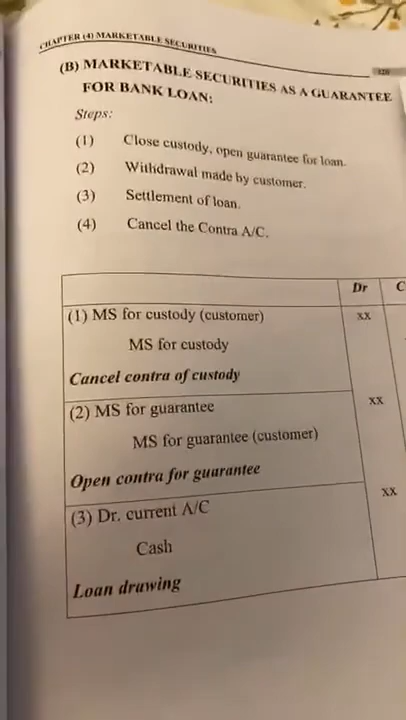 CHAPTER (4) MARKETABLE SECURITIES
(B) MARKETABLE SECURITIES AS A GUARANTEE
FOR BANK LOAN:
Steps:
(1) Close custody, open guarantee for loan.
(2) Withdrawal made by customer.
(3) Settlement of loan.
(4) Cancel the Contra A/C.
Dr C
(1) MS for custody (customer) xx
MS for custody
Cancel contra of custody
(2) MS for guarantee xx
MS for guarantee (customer)
Open contra for guarantee
(3) Dr. current A/C xx
Cash
Loan drawing